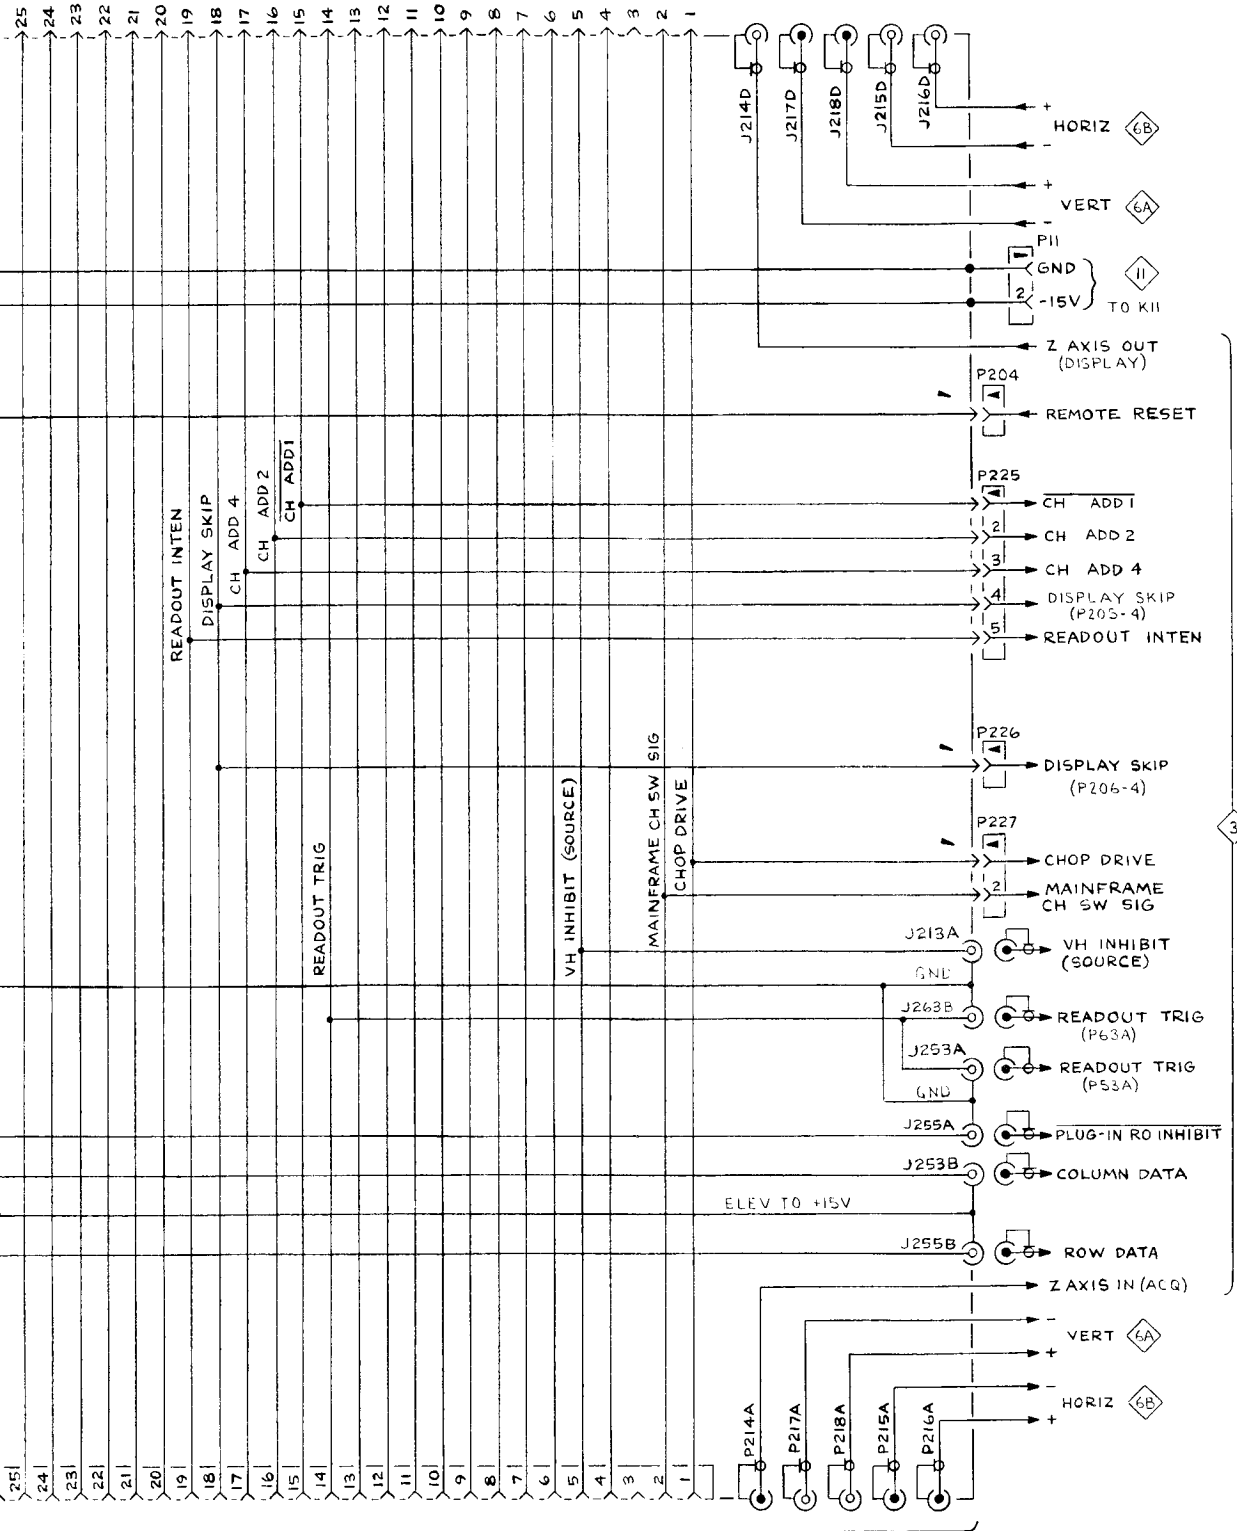 25 24 23 22 21 20 19 18 17 16 15 14 13 12 11 10 9 8 7 6 5 4 3 2 1
J214D
J217D
J218D
J215D
J216D
+
HORIZ 6B
-
+
VERT 6A
-
P11
GND
11
2
-15V
TO K11
Z AXIS OUT
(DISPLAY)
P204
REMOTE RESET
READOUT INTEN
DISPLAY SKIP
CH ADD 4
CH ADD 2
CH ADD1
P225
CH ADD1
2 CH ADD 2
3 CH ADD 4
4 DISPLAY SKIP
(P205-4)
5 READOUT INTEN
P226
DISPLAY SKIP
(P206-4)
READOUT TRIG
VH INHIBIT (SOURCE)
MAINFRAME CH SW SIG
CHOP DRIVE
P227
CHOP DRIVE
2 MAINFRAME
CH SW SIG
3
J213A
VH INHIBIT
(SOURCE)
GND
J263B
READOUT TRIG
(P63A)
J253A
READOUT TRIG
(P53A)
GND
J255A
PLUG-IN RO INHIBIT
J253B
COLUMN DATA
ELEV TO +15V
J255B
ROW DATA
Z AXIS IN (ACQ)
-
VERT 6A
+
-
HORIZ 6B
+
P214A
P217A
P218A
P215A
P216A
25 24 23 22 21 20 19 18 17 16 15 14 13 12 11 10 9 8 7 6 5 4 3 2 1